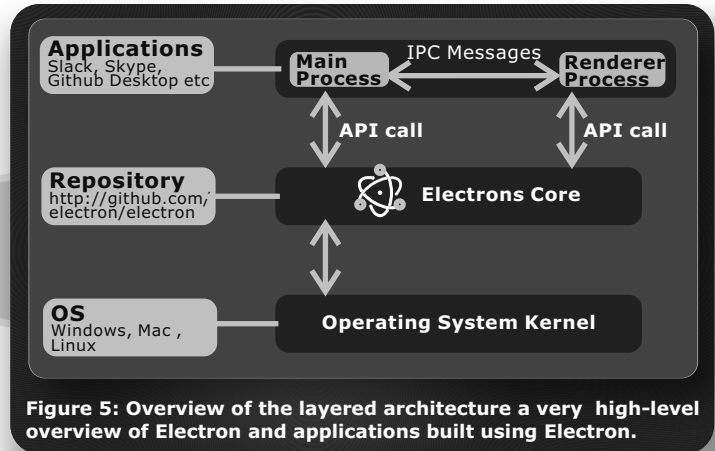 Applications
Slack, Skype,
Github Desktop etc
Main
Process
IPC Messages
Renderer
Process
API call
API call
Repository
http://github.com/
electron/electron
Electrons Core
OS
Windows, Mac ,
Linux
Operating System Kernel
Figure 5: Overview of the layered architecture a very high-level
overview of Electron and applications built using Electron.